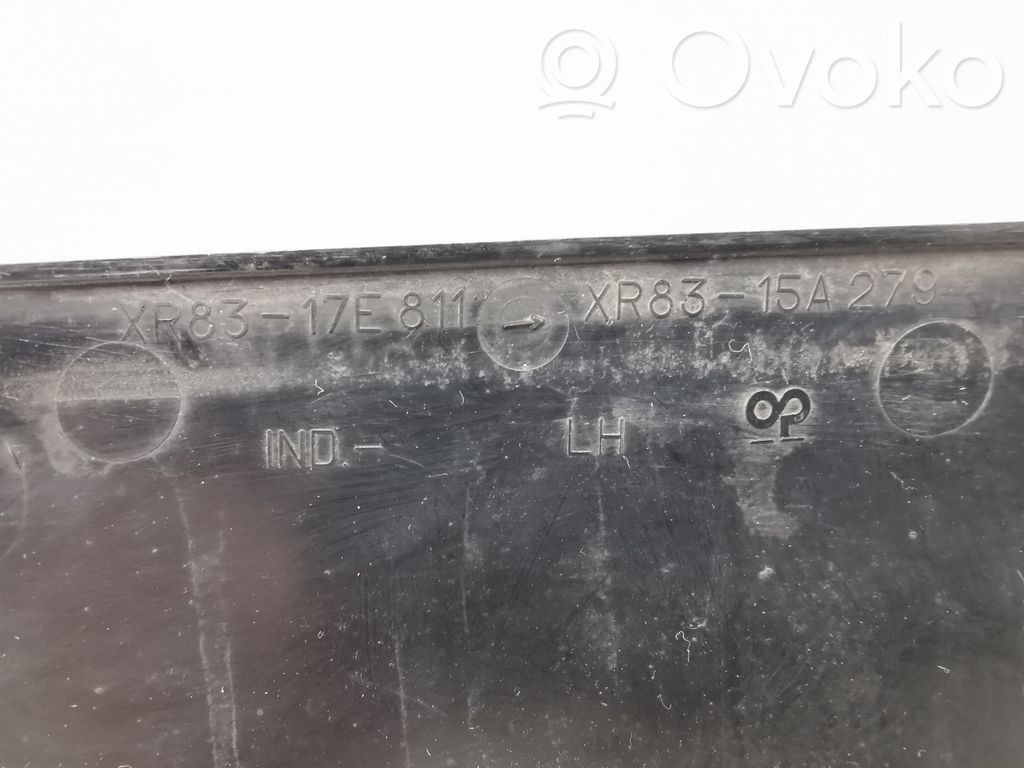 Ovoko
XR83-17E 811 XR83-15A 279
IND - LH